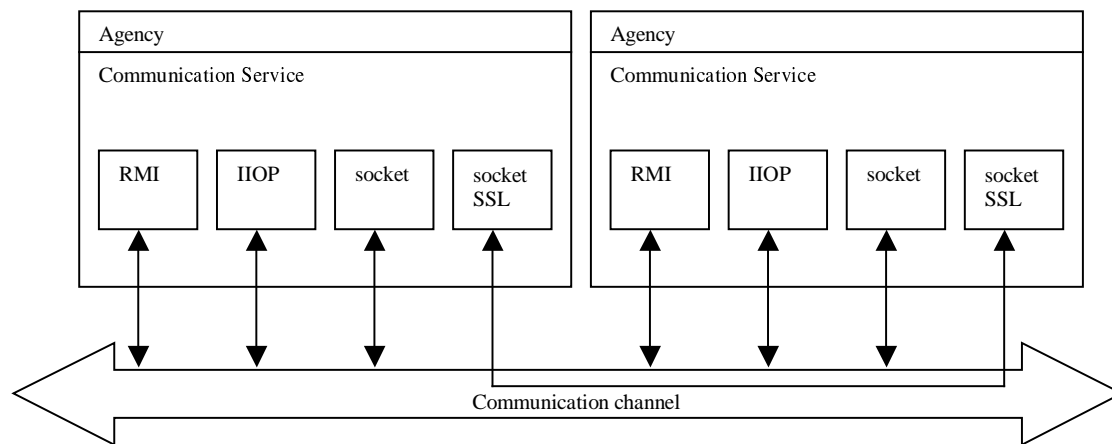 Agency
Communication Service
RMI
IIOP
socket
socket
SSL
Agency
Communication Service
RMI
IIOP
socket
socket
SSL
Communication channel